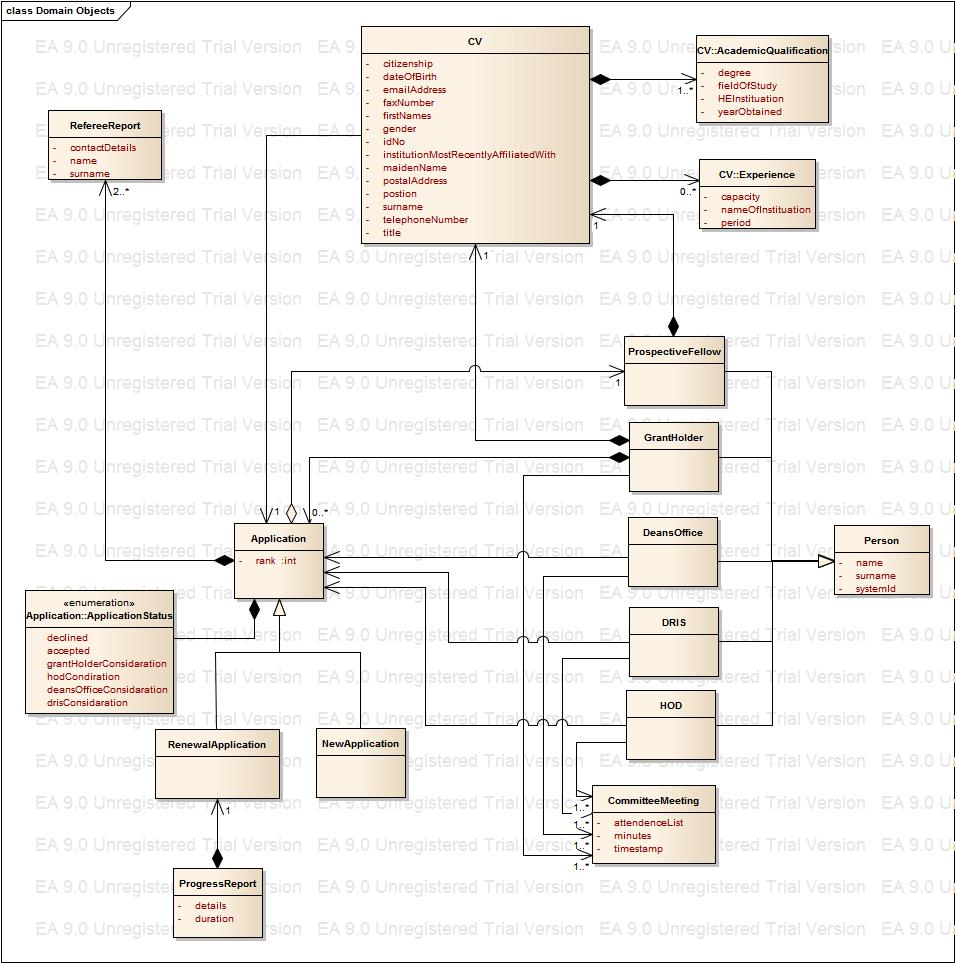 class Domain Objects
EA 9.0 Unregistered Trial Version
CV
- citizenship
- dateOfBirth
- emailAddress
- faxNumber
- firstNames
- gender
- idNo
- institutionMostRecentlyAffiliatedWith
- maidenName
- postalAddress
- postion
- surname
- telephoneNumber
- title
CV::AcademicQualification
- degree
- fieldOfStudy
- HEInstituation
- yearObtained
1..*
RefereeReport
- contactDetails
- name
- surname
2..*
CV::Experience
- capacity
- nameOfInstituation
- period
0..*
1
1
ProspectiveFellow
1
GrantHolder
1
0..*
Application
- rank :int
DeansOffice
Person
- name
- surname
- systemId
«enumeration»
Application::ApplicationStatus
declined
accepted
grantHolderConsidaration
hodCondiration
deansOfficeConsidaration
drisConsidaration
DRIS
HOD
RenewalApplication
NewApplication
1
CommitteeMeeting
- attendenceList
- minutes
- timestamp
1..*
1..*
1..*
1..*
ProgressReport
- details
- duration